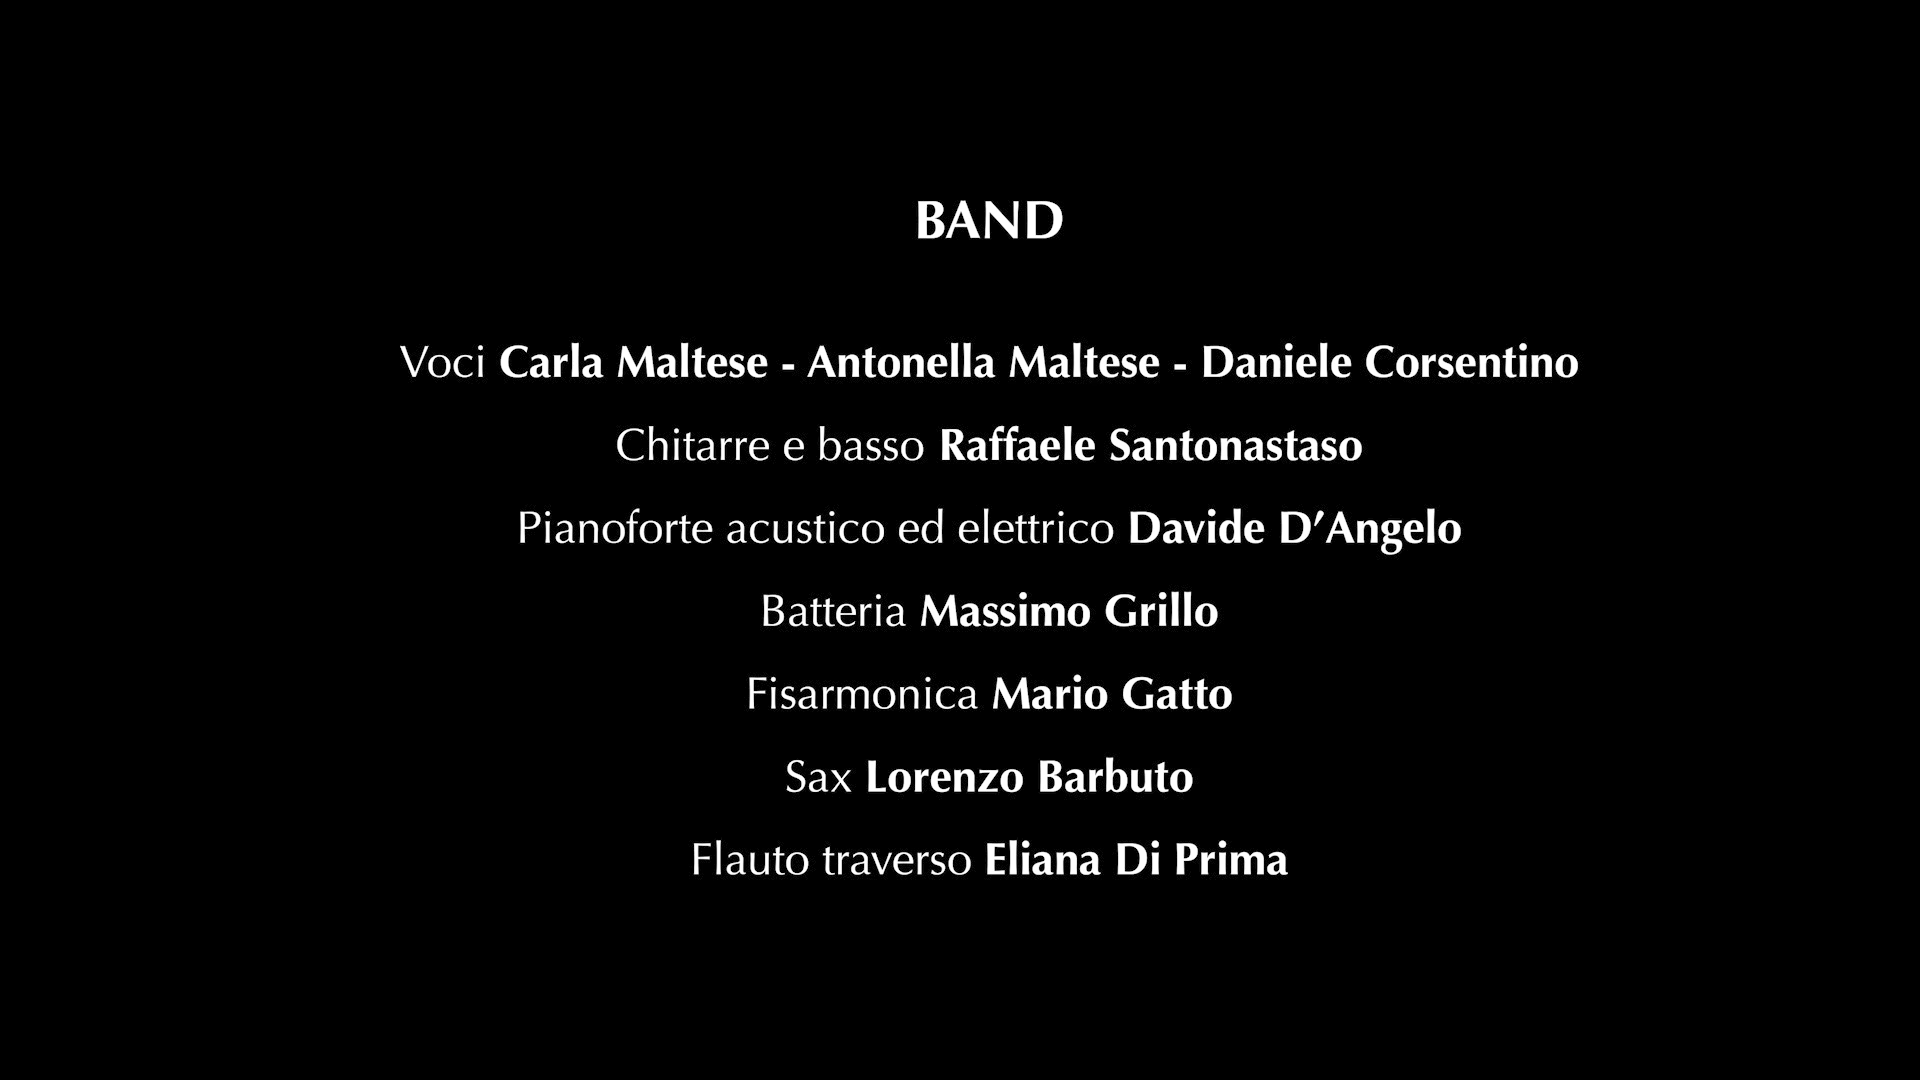 BAND
Voci Carla Maltese - Antonella Maltese - Daniele Corsentino
Chitarre e basso Raffaele Santonastaso
Pianoforte acustico ed elettrico Davide D’Angelo
Batteria Massimo Grillo
Fisarmonica Mario Gatto
Sax Lorenzo Barbuto
Flauto traverso Eliana Di Prima